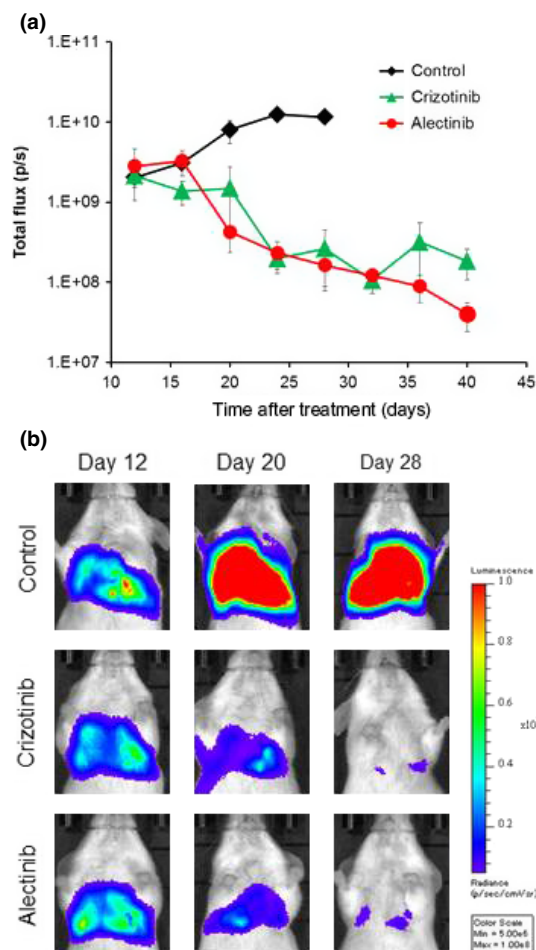 (a)
1.E+11
1.E+10
1.E+09
1.E+08
1.E+07
Total flux (p/s)
Control
Crizotinib
Alectinib
10 15 20 25 30 35 40 45
Time after treatment (days)
(b)
Day 12 Day 20 Day 28
Control
Crizotinib
Alectinib
Luminescence
1.0
0.8
0.6
x10
0.4
0.2
Radiance
(p/sec/cm²/sr)
Color Scale
Min = 5.00e6
Max = 1.00e8